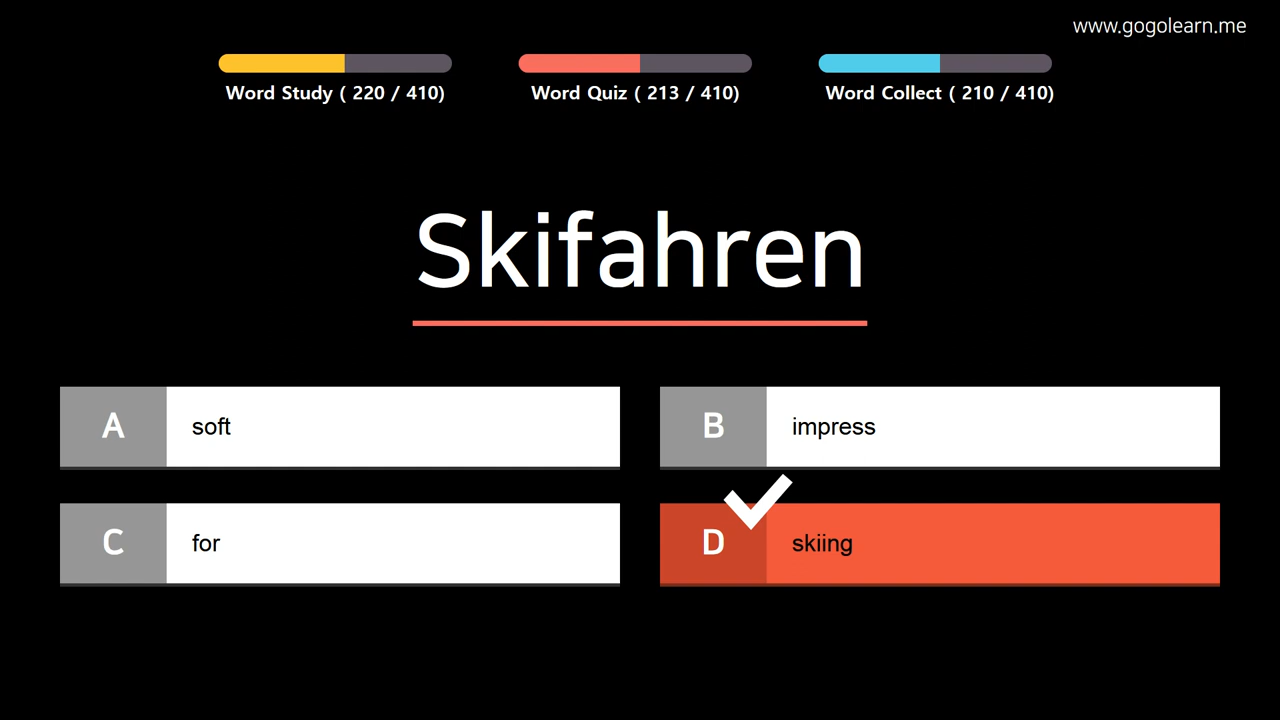 www.gogolearn.me
Word Study ( 220 / 410)
Word Quiz ( 213 / 410)
Word Collect ( 210 / 410)
Skifahren
A soft
B impress
C for
D skiing